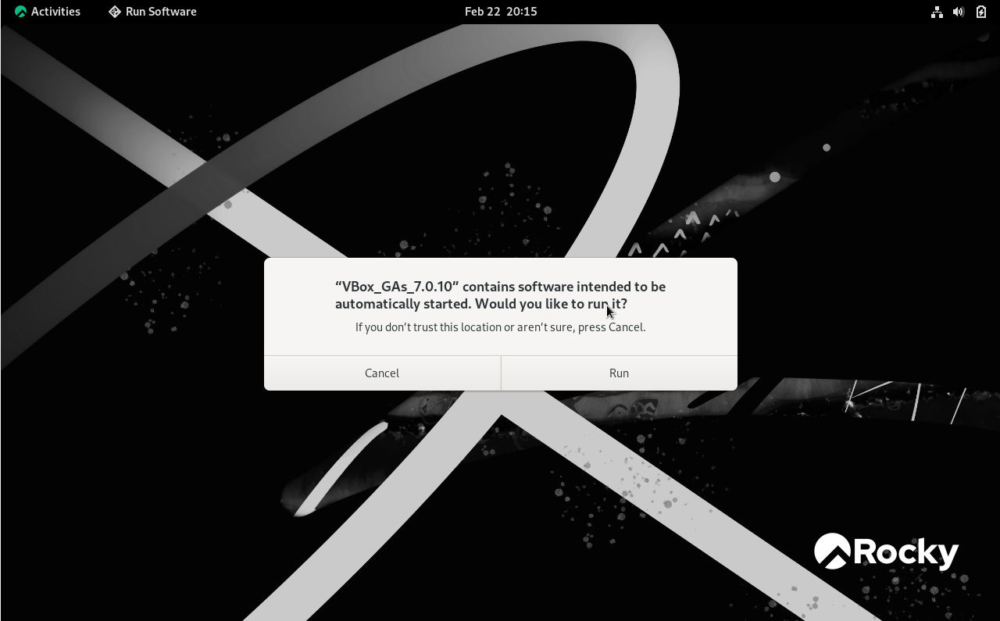 Activities
Run Software
Feb 22 20:15
“VBox_GAs_7.0.10” contains software intended to be
automatically started. Would you like to run it?
If you don’t trust this location or aren’t sure, press Cancel.
Cancel
Run
Rocky